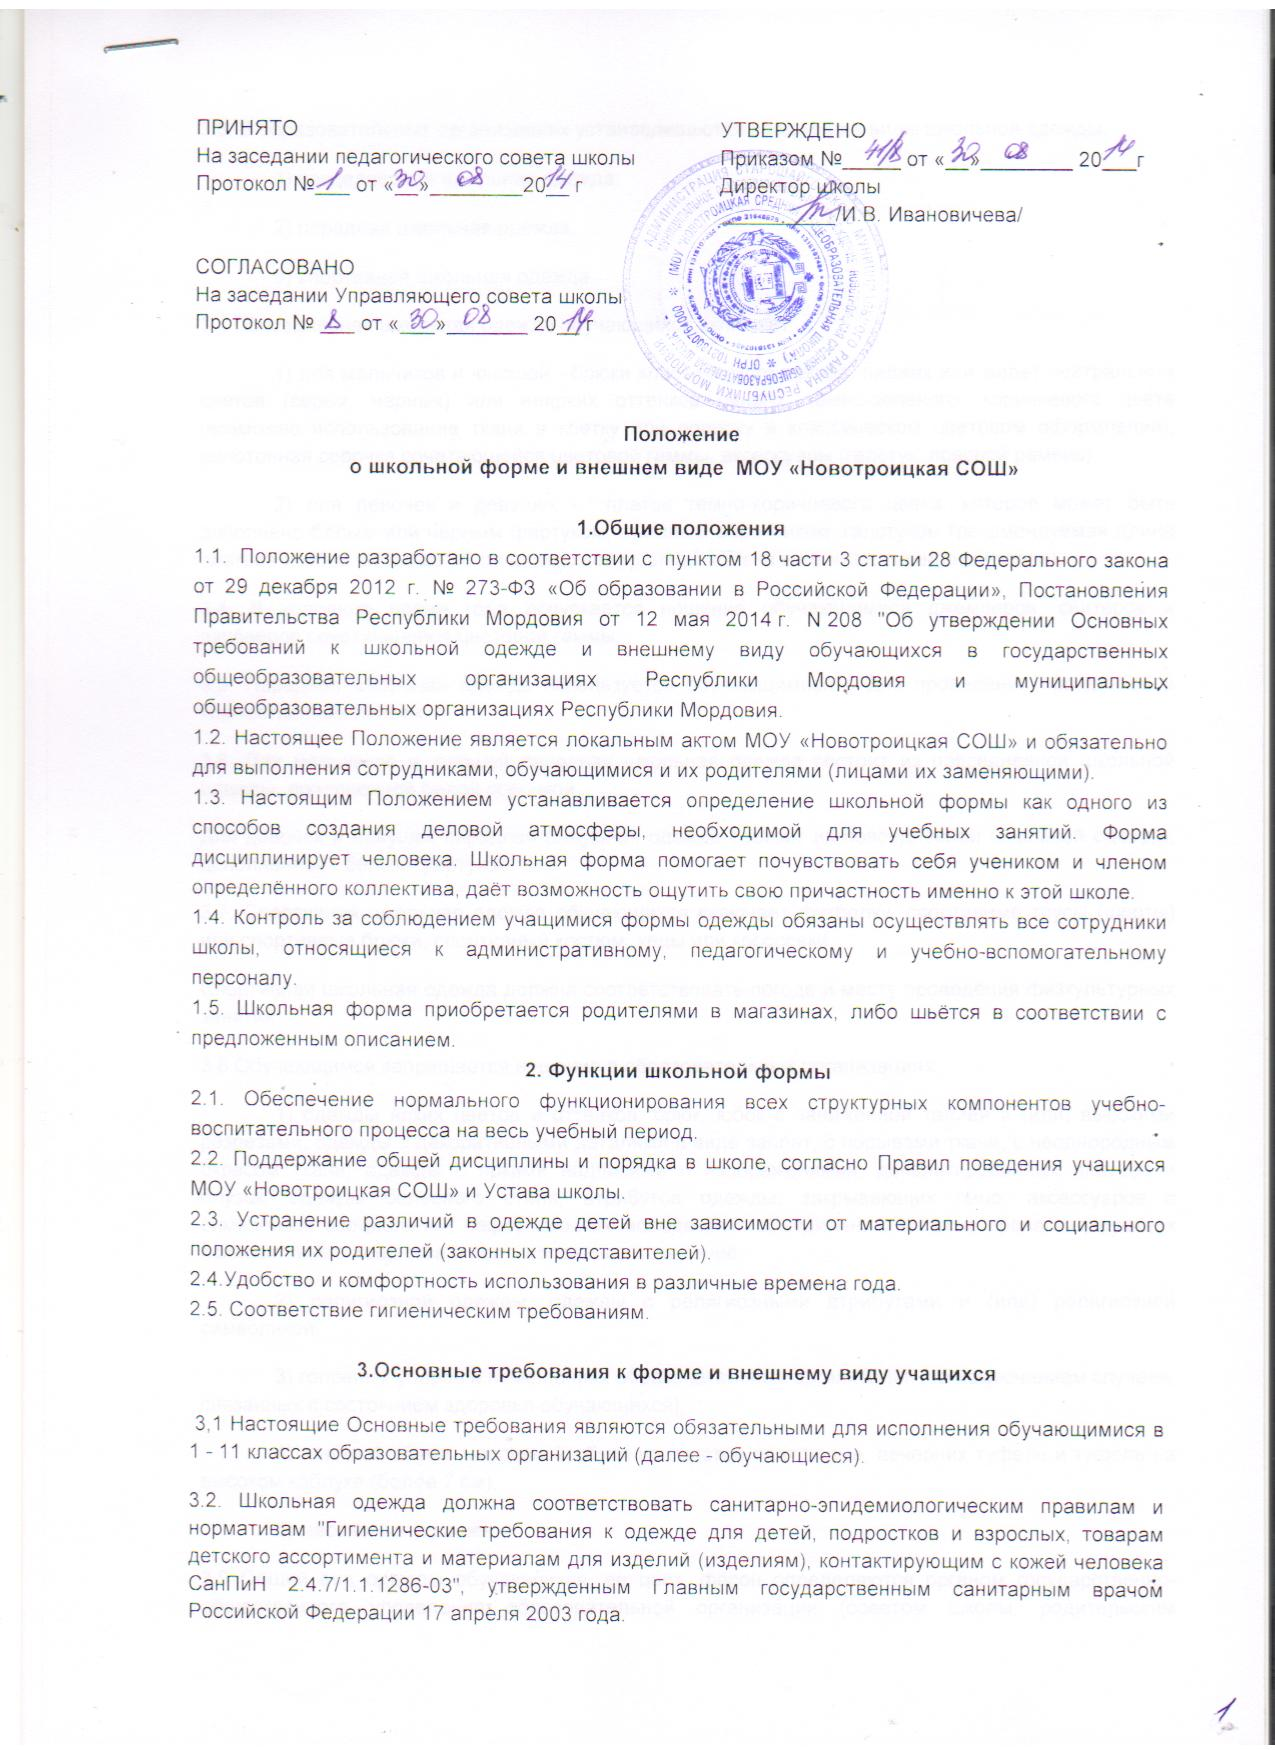 ПРИНЯТО
На заседании педагогического совета школы
Протокол № 1 от «30» 08 2014 г
УТВЕРЖДЕНО
Приказом № от «30» 08 2014 г
Директор школы
/И.В. Ивановичева/
СОГЛАСОВАНО
На заседании Управляющего совета школы
Протокол № 8 от «30» 08 2014 г
Положение
о школьной форме и внешнем виде МОУ «Новотроицкая СОШ»
1.Общие положения
1.1. Положение разработано в соответствии с пунктом 18 части 3 статьи 28 Федерального закона
от 29 декабря 2012 г. № 273-ФЗ «Об образовании в Российской Федерации», Постановления
Правительства Республики Мордовия от 12 мая 2014 г. N 208 "Об утверждении Основных
требований к школьной одежде и внешнему виду обучающихся в государственных
общеобразовательных организациях Республики Мордовия и муниципальных
общеобразовательных организациях Республики Мордовия.
1.2. Настоящее Положение является локальным актом МОУ «Новотроицкая СОШ» и обязательно
для выполнения сотрудниками, обучающимися и их родителями (лицами их заменяющими).
1.3. Настоящим Положением устанавливается определение школьной формы как одного из
способов создания деловой атмосферы, необходимой для учебных занятий. Форма
дисциплинирует человека. Школьная форма помогает почувствовать себя учеником и членом
определённого коллектива, даёт возможность ощутить свою причастность именно к этой школе.
1.4. Контроль за соблюдением учащимися формы одежды обязаны осуществлять все сотрудники
школы, относящиеся к административному, педагогическому и учебно-вспомогательному
персоналу.
1.5. Школьная форма приобретается родителями в магазинах, либо шьётся в соответствии с
предложенным описанием.
2. Функции школьной формы
2.1. Обеспечение нормального функционирования всех структурных компонентов учебно-
воспитательного процесса на весь учебный период.
2.2. Поддержание общей дисциплины и порядка в школе, согласно Правил поведения учащихся
МОУ «Новотроицкая СОШ» и Устава школы.
2.3. Устранение различий в одежде детей вне зависимости от материального и социального
положения их родителей (законных представителей).
2.4.Удобство и комфортность использования в различные времена года.
2.5. Соответствие гигиеническим требованиям.
3.Основные требования к форме и внешнему виду учащихся
3,1 Настоящие Основные требования являются обязательными для исполнения обучающимися в
1 - 11 классах образовательных организаций (далее - обучающиеся).
3.2. Школьная одежда должна соответствовать санитарно-эпидемиологическим правилам и
нормативам "Гигиенические требования к одежде для детей, подростков и взрослых, товарам
детского ассортимента и материалам для изделий (изделиям), контактирующим с кожей человека
СанПиН 2.4.7/1.1.1286-03", утвержденным Главным государственным санитарным врачом
Российской Федерации 17 апреля 2003 года.
1